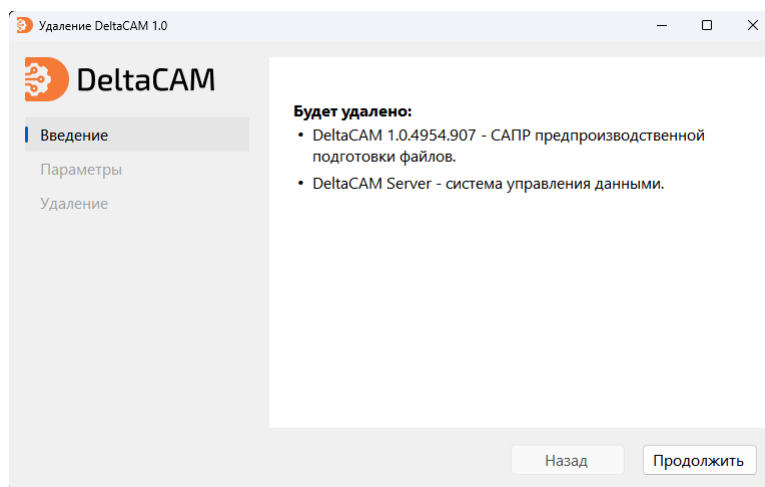 Удаление DeltaCAM 1.0
DeltaCAM
Введение
Параметры
Удаление
Будет удалено:
• DeltaCAM 1.0.4954.907 - САПР предпроизводственной
подготовки файлов.
• DeltaCAM Server - система управления данными.
Назад
Продолжить